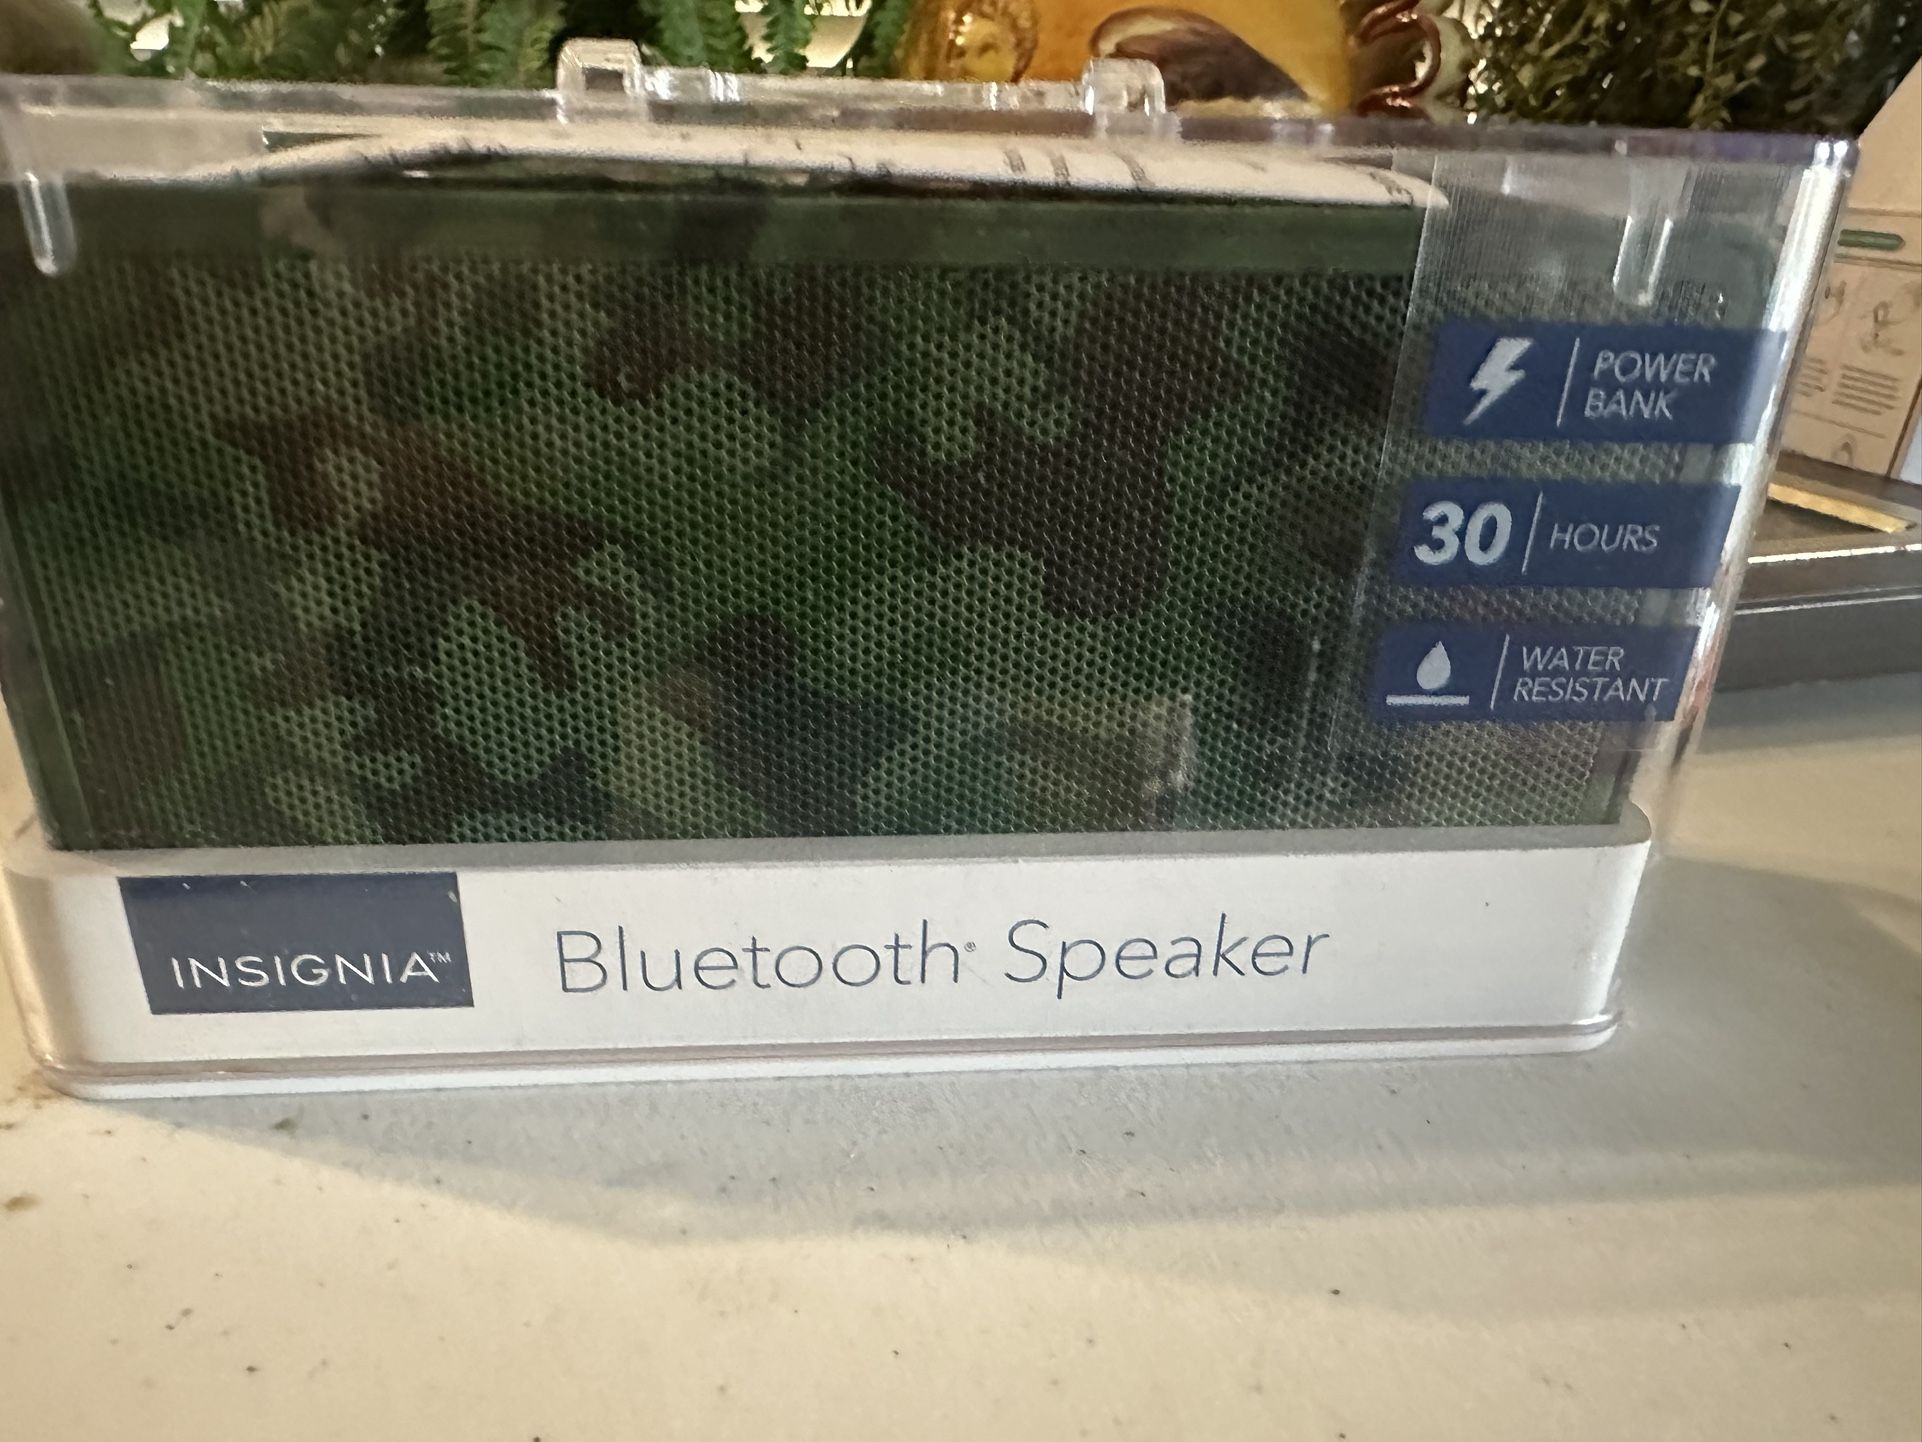 POWER
BANK
30 HOURS
WATER
RESISTANT
INSIGNIA™ Bluetooth® Speaker